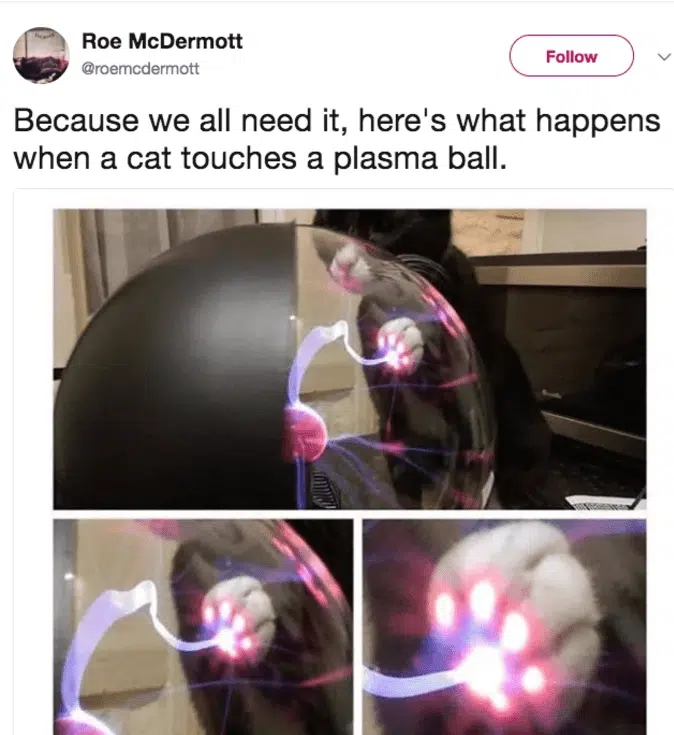 Roe McDermott
@roemcdermott
Follow
Because we all need it, here's what happens
when a cat touches a plasma ball.